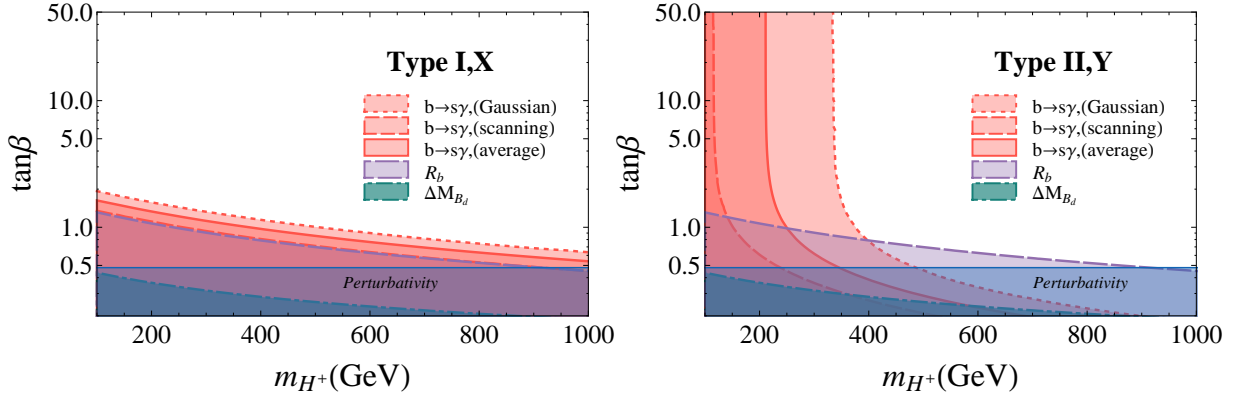 50.0
10.0
5.0
1.0
0.5
tanβ
Type I,X
b→sγ,(Gaussian)
b→sγ,(scanning)
b→sγ,(average)
R_b
ΔM_{B_d}
Perturbativity
200 400 600 800 1000
m_{H^+}(GeV)
50.0
10.0
5.0
1.0
0.5
tanβ
Type II,Y
b→sγ,(Gaussian)
b→sγ,(scanning)
b→sγ,(average)
R_b
ΔM_{B_d}
Perturbativity
200 400 600 800 1000
m_{H^+}(GeV)